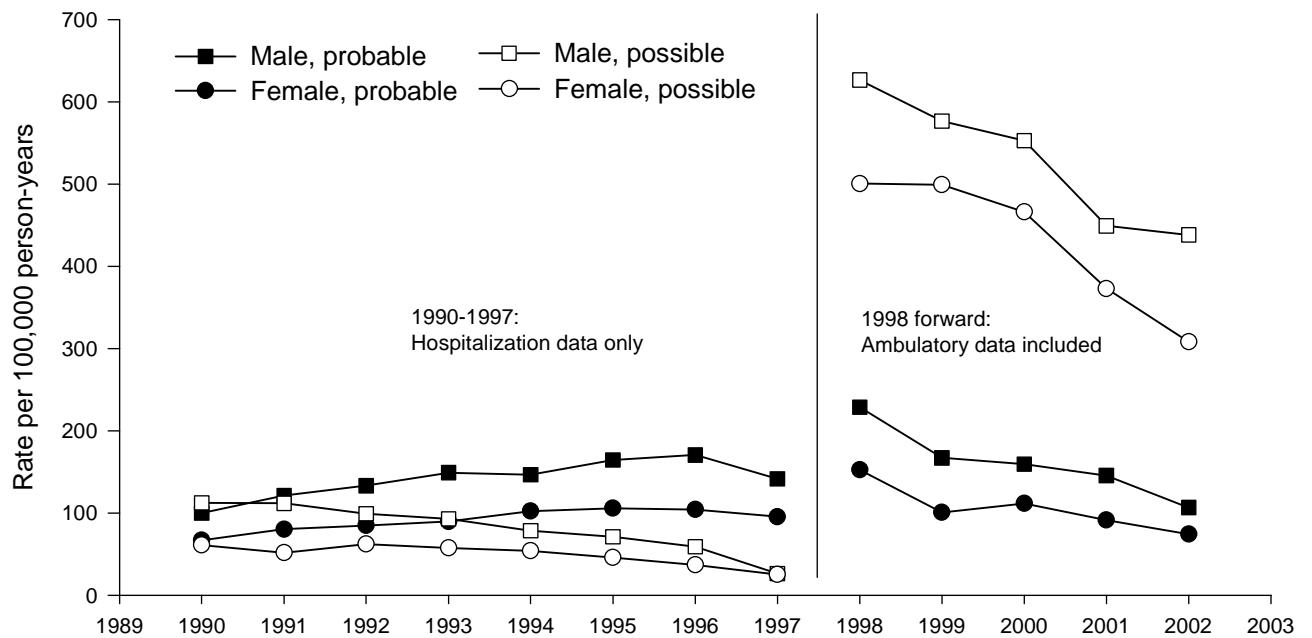 700
600
500
400
300
200
100
0
Rate per 100,000 person-years
Male, probable
Female, probable
Male, possible
Female, possible
1990-1997:
Hospitalization data only
1998 forward:
Ambulatory data included
1989 1990 1991 1992 1993 1994 1995 1996 1997 1998 1999 2000 2001 2002 2003